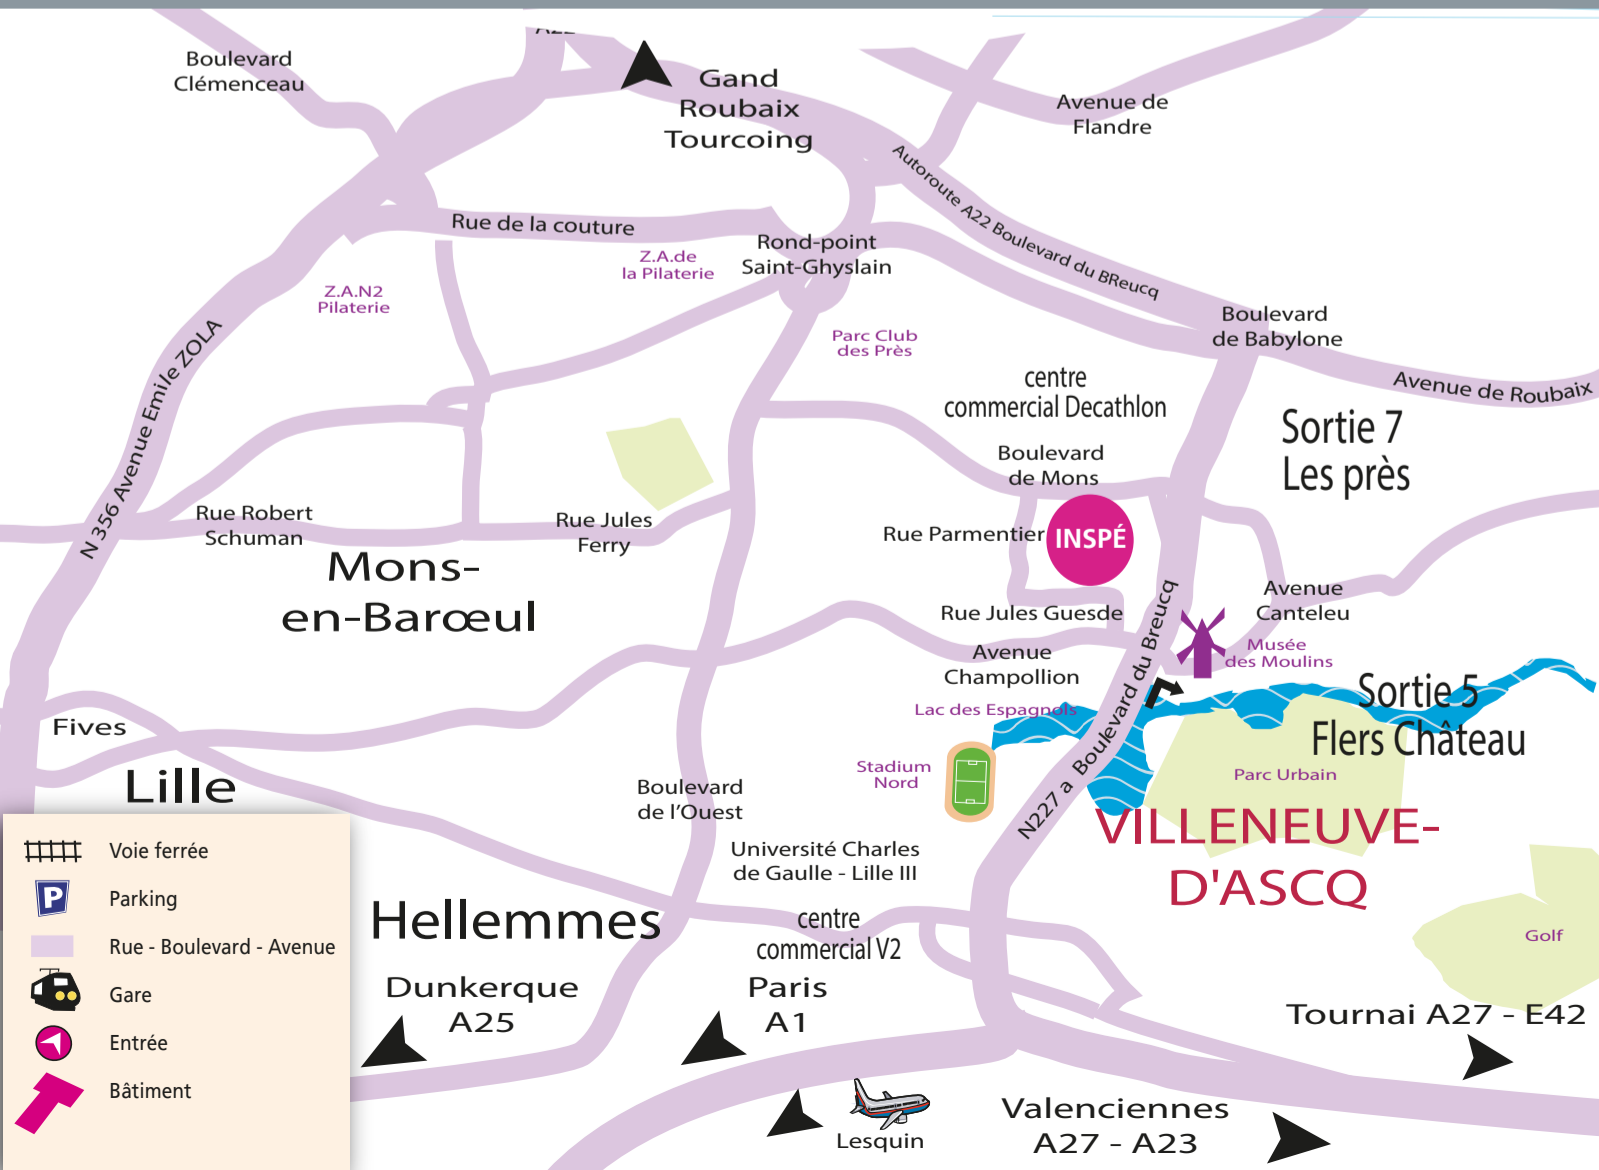 Boulevard
Clémenceau
Gand
Roubaix
Tourcoing
Avenue de
Flandre
Autoroute A22 Boulevard du BReucq
Rue de la couture
Rond-point
Saint-Ghyslain
Z.A.de
la Pilaterie
Z.A.N2
Pilaterie
Parc Club
des Près
Boulevard
de Babylone
Avenue de Roubaix
N 356 Avenue Emile ZOLA
centre
commercial Decathlon
Sortie 7
Les près
Boulevard
de Mons
Rue Robert
Schuman
Rue Jules
Ferry
Rue Parmentier
INSPÉ
Mons-
en-Barœul
Avenue
Canteleu
Rue Jules Guesde
Musée
des Moulins
Avenue
Champollion
Lac des Espagnols
Sortie 5
Flers Château
Fives
Lille
Stadium
Nord
N227 a Boulevard du Breucq
Parc Urbain
Boulevard
de l'Ouest
VILLENEUVE-
D'ASCQ
Université Charles
de Gaulle - Lille III
Hellemmes
centre
commercial V2
Golf
Dunkerque
A25
Paris
A1
Tournai A27 - E42
Lesquin
Valenciennes
A27 - A23
Voie ferrée
P
Parking
Rue - Boulevard - Avenue
Gare
Entrée
Bâtiment